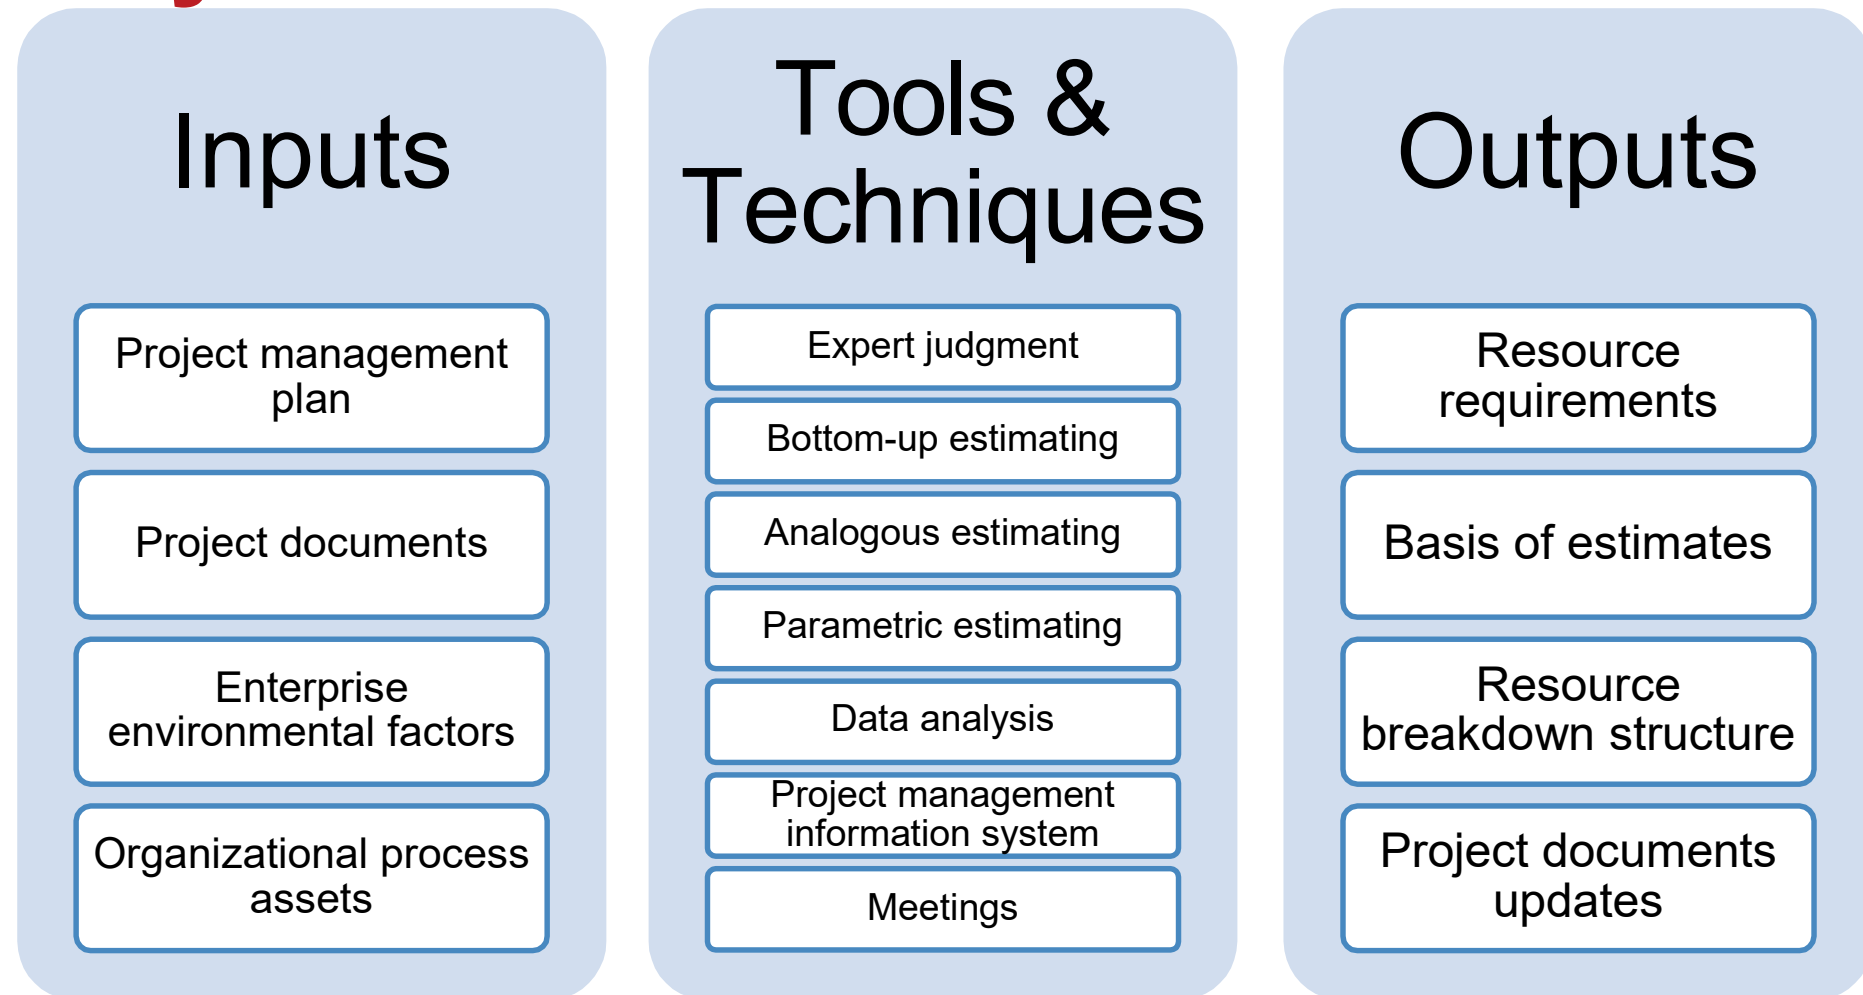 Inputs
Project management
plan
Project documents
Enterprise
environmental factors
Organizational process
assets
Tools &
Techniques
Expert judgment
Bottom-up estimating
Analogous estimating
Parametric estimating
Data analysis
Project management
information system
Meetings
Outputs
Resource
requirements
Basis of estimates
Resource
breakdown structure
Project documents
updates